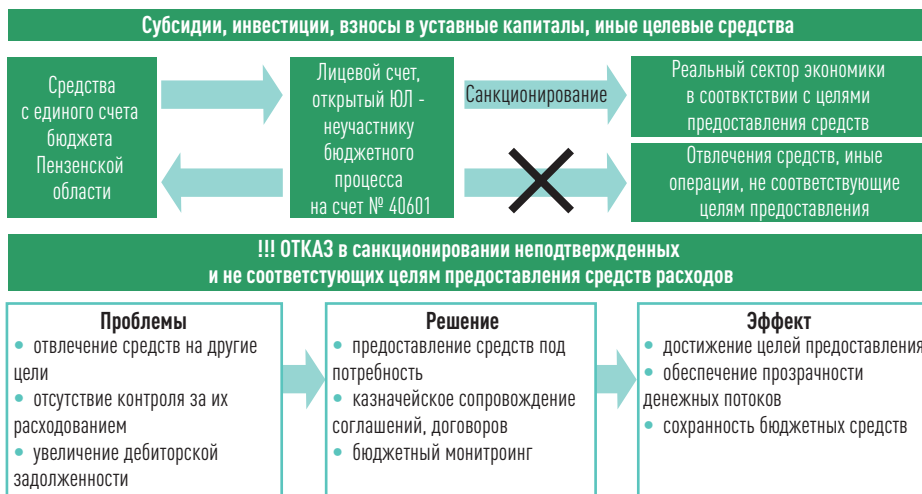 Субсидии, инвестиции, взносы в уставные капиталы, иные целевые средства
Средства
с единого счета
бюджета
Пензенской
области
Лицевой счет,
открытый ЮЛ -
неучастнику
бюджетного
процесса
на счет № 40601
Санкционирование
Реальный сектор экономики
в соотвктствии с целями
предоставления средств
Отвлечения средств, иные
операции, не соответствующие
целям предоставления
!!! ОТКАЗ в санкционировании неподтвержденных
и не соответстующих целям предоставления средств расходов
Проблемы
• отвлечение средств на другие
цели
• отсутствие контроля за их
расходованием
• увеличение дебиторской
задолженности
Решение
• предоставление средств под
потребность
• казначейское сопровождение
соглашений, договоров
• бюджетный монитроинг
Эффект
• достижение целей предоставления
• обеспечение прозрачности
денежных потоков
• сохранность бюджетных средств